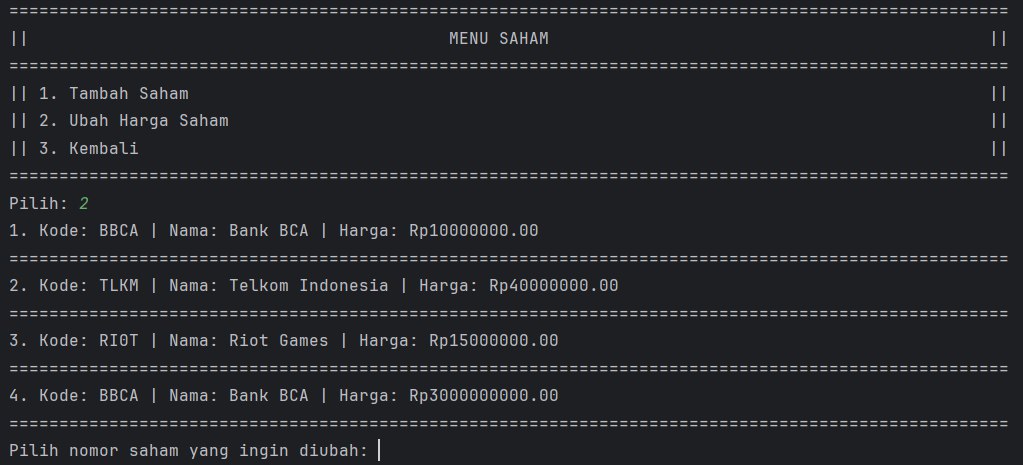 ====================================================================================================
||                                          MENU SAHAM                                            ||
====================================================================================================
|| 1. Tambah Saham                                                                                ||
|| 2. Ubah Harga Saham                                                                            ||
|| 3. Kembali                                                                                     ||
====================================================================================================
Pilih: 2
1. Kode: BBCA | Nama: Bank BCA | Harga: Rp10000000.00
====================================================================================================
2. Kode: TLKM | Nama: Telkom Indonesia | Harga: Rp40000000.00
====================================================================================================
3. Kode: RIOT | Nama: Riot Games | Harga: Rp15000000.00
====================================================================================================
4. Kode: BBCA | Nama: Bank BCA | Harga: Rp3000000000.00
====================================================================================================
Pilih nomor saham yang ingin diubah: